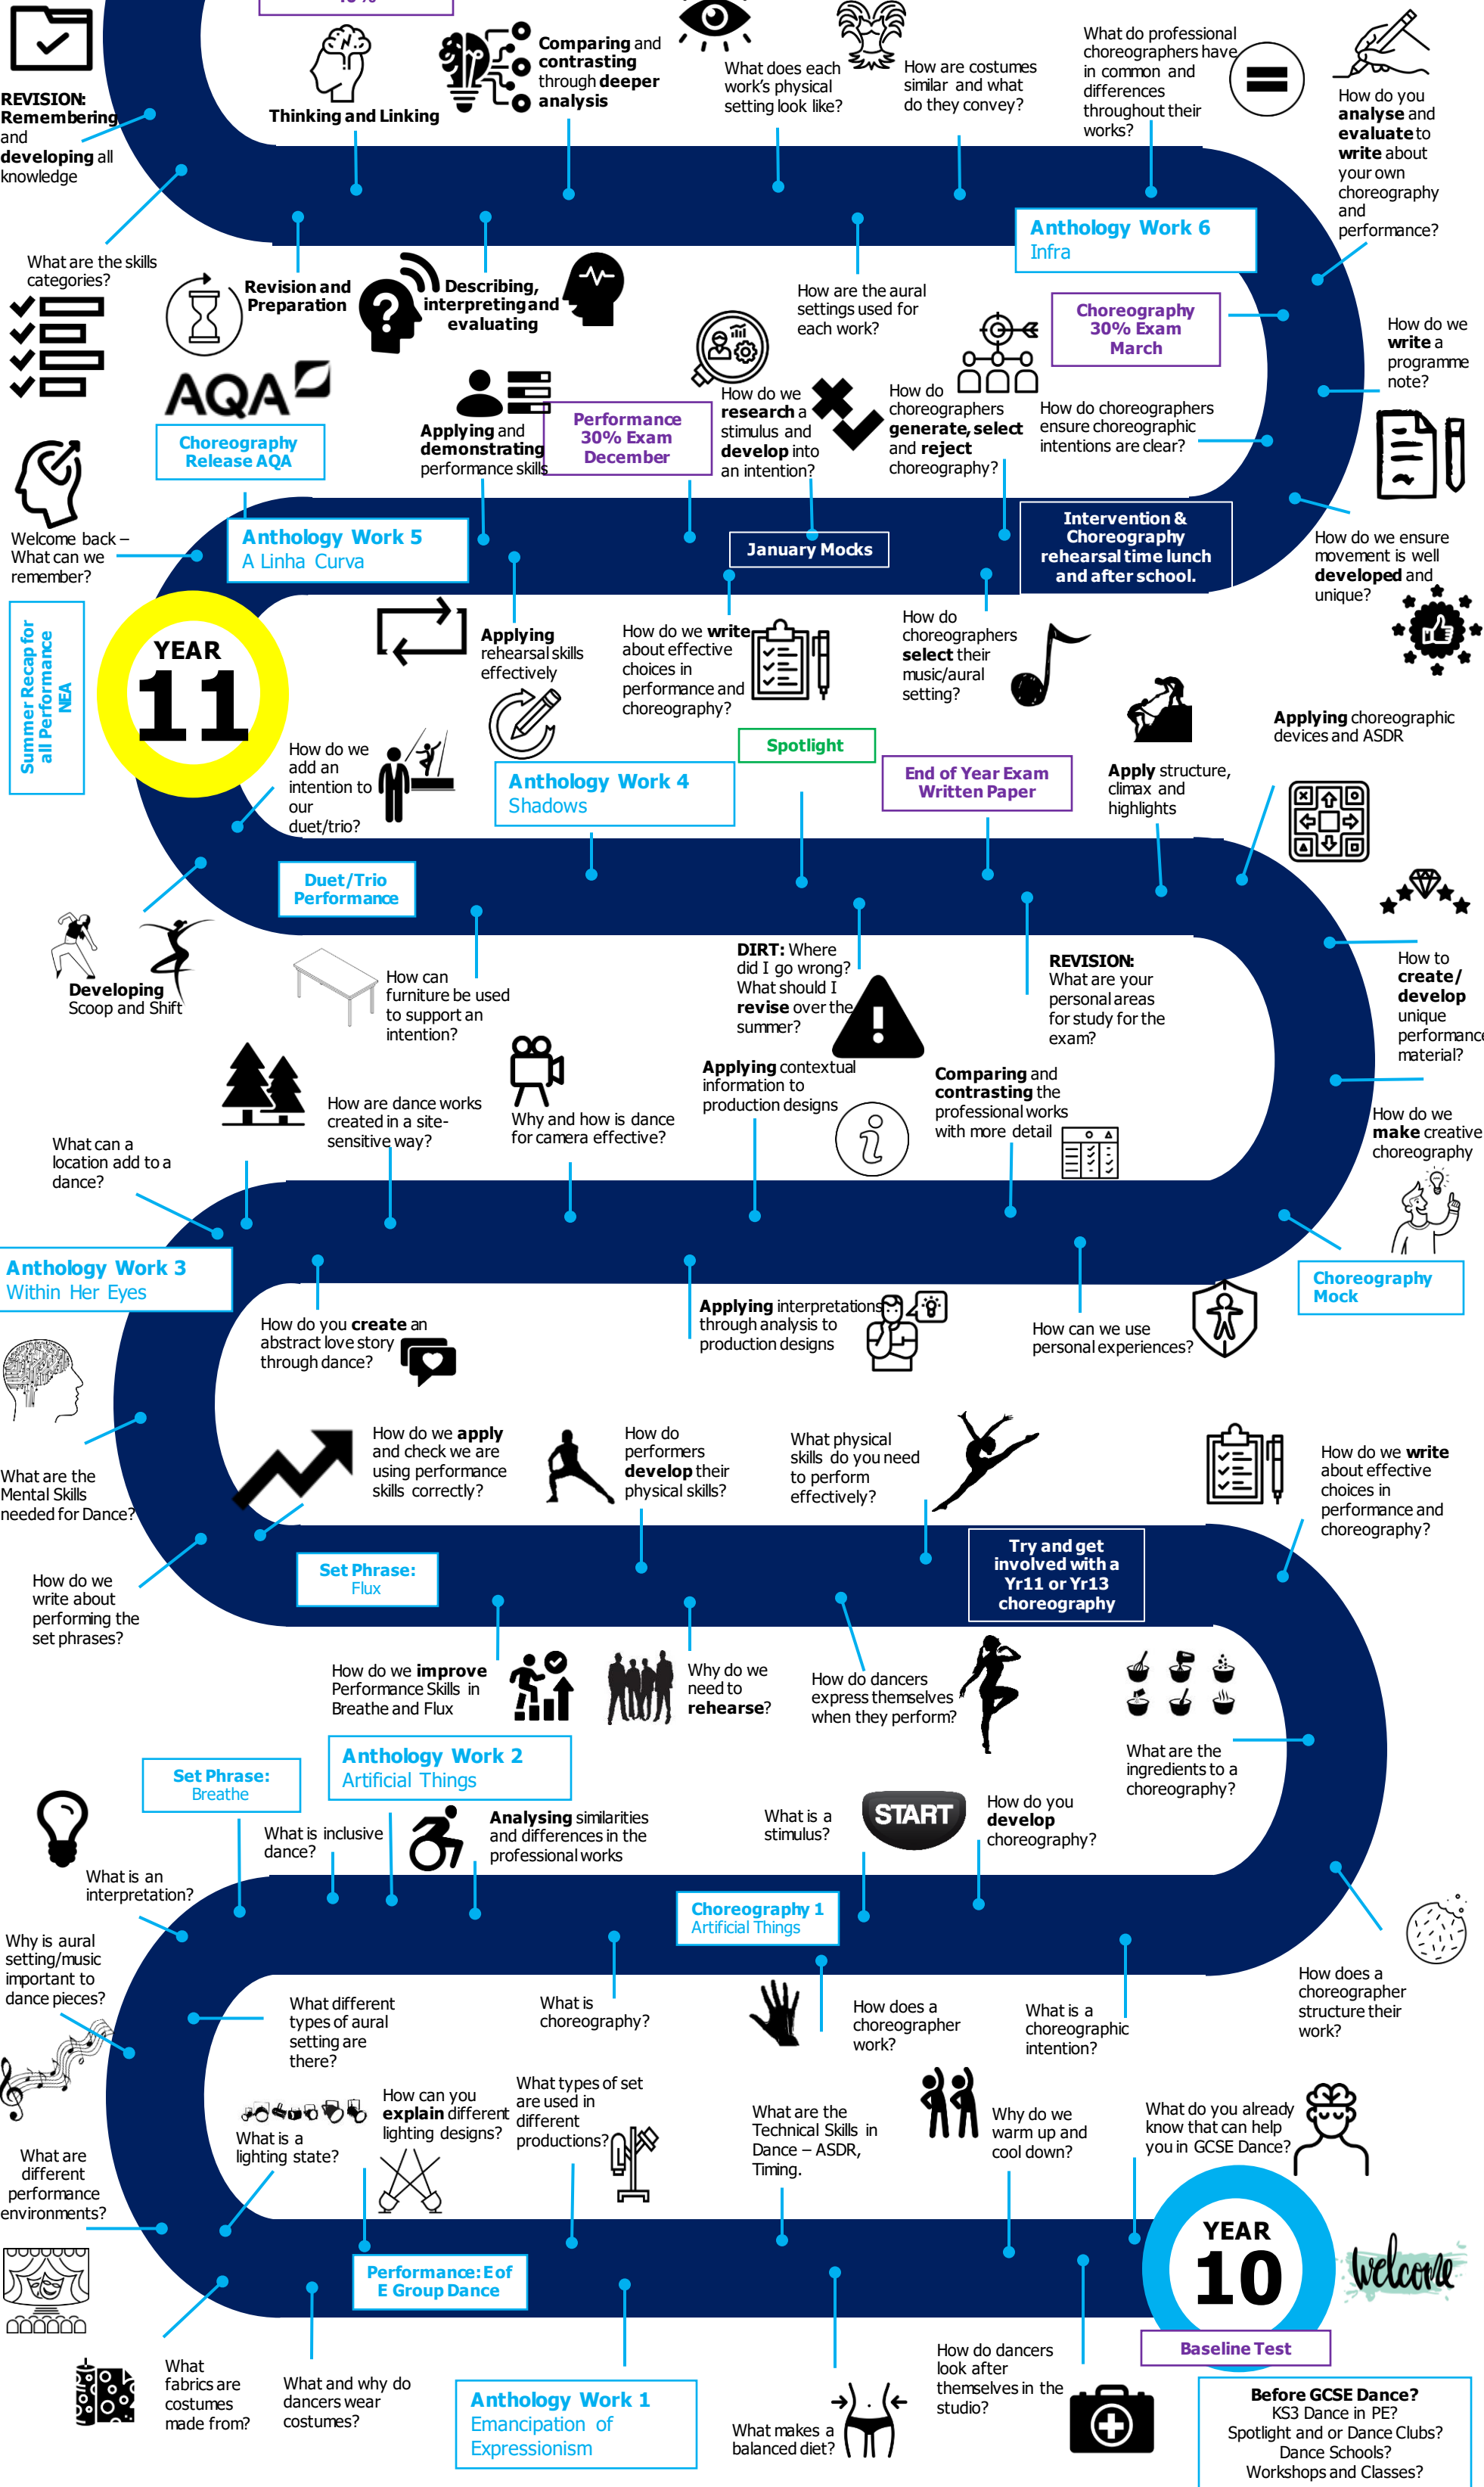 REVISION:
Remembering
and
developing all
knowledge
Thinking and Linking
Comparing and
contrasting
through deeper
analysis
What does each
work's physical
setting look like?
How are costumes
similar and what
do they convey?
What do professional
choreographers have
in common and
differences
throughout their
works?
How do you
analyse and
evaluate to
write about
your own
choreography
and
performance?
What are the skills
categories?
Revision and
Preparation
Describing,
interpreting and
evaluating
How are the aural
settings used for
each work?
Anthology Work 6
Infra
Choreography
30% Exam
March
How do we
write a
programme
note?
AQA
Choreography
Release AQA
Applying and
demonstrating
performance skills
Performance
30% Exam
December
How do we
research a
stimulus and
develop into
an intention?
How do
choreographers
generate, select
and reject
choreography?
How do choreographers
ensure choreographic
intentions are clear?
Welcome back –
What can we
remember?
Anthology Work 5
A Linha Curva
January Mocks
Intervention &
Choreography
rehearsal time lunch
and after school.
How do we ensure
movement is well
developed and
unique?
Summer Recap for
all Performance
NEA
YEAR
11
Applying
rehearsal skills
effectively
How do we write
about effective
choices in
performance and
choreography?
How do
choreographers
select their
music/aural
setting?
Applying choreographic
devices and ASDR
How do we
add an
intention to
our
duet/trio?
Anthology Work 4
Shadows
Spotlight
End of Year Exam
Written Paper
Apply structure,
climax and
highlights
Duet/Trio
Performance
Developing
Scoop and Shift
How can
furniture be used
to support an
intention?
DIRT: Where
did I go wrong?
What should I
revise over the
summer?
REVISION:
What are your
personal areas
for study for the
exam?
How to
create/
develop
unique
performance
material?
What can a
location add to a
dance?
How are dance works
created in a site-
sensitive way?
Why and how is dance
for camera effective?
Applying contextual
information to
production designs
Comparing and
contrasting the
professional works
with more detail
How do we
make creative
choreography
Anthology Work 3
Within Her Eyes
How do you create an
abstract love story
through dance?
Applying interpretations
through analysis to
production designs
How can we use
personal experiences?
Choreography
Mock
What are the
Mental Skills
needed for Dance?
How do we apply
and check we are
using performance
skills correctly?
How do
performers
develop their
physical skills?
What physical
skills do you need
to perform
effectively?
How do we write
about effective
choices in
performance and
choreography?
How do we
write about
performing the
set phrases?
Set Phrase:
Flux
Try and get
involved with a
Yr11 or Yr13
choreography
How do we improve
Performance Skills in
Breathe and Flux
Why do we
need to
rehearse?
How do dancers
express themselves
when they perform?
What are the
ingredients to a
choreography?
Set Phrase:
Breathe
Anthology Work 2
Artificial Things
What is an
interpretation?
What is inclusive
dance?
Analysing similarities
and differences in the
professional works
What is a
stimulus?
START
How do you
develop
choreography?
Choreography 1
Artificial Things
Why is aural
setting/music
important to
dance pieces?
What different
types of aural
setting are
there?
What is
choreography?
How does a
choreographer
work?
What is a
choreographic
intention?
How does a
choreographer
structure their
work?
What are
different
performance
environments?
What is a
lighting state?
How can you
explain different
lighting designs?
What types of set
are used in
different
productions?
What are the
Technical Skills in
Dance – ASDR,
Timing.
Why do we
warm up and
cool down?
What do you already
know that can help
you in GCSE Dance?
Performance: E of
E Group Dance
YEAR
10
welcome
Baseline Test
What
fabrics are
costumes
made from?
What and why do
dancers wear
costumes?
Anthology Work 1
Emancipation of
Expressionism
What makes a
balanced diet?
How do dancers
look after
themselves in the
studio?
Before GCSE Dance?
KS3 Dance in PE?
Spotlight and or Dance Clubs?
Dance Schools?
Workshops and Classes?